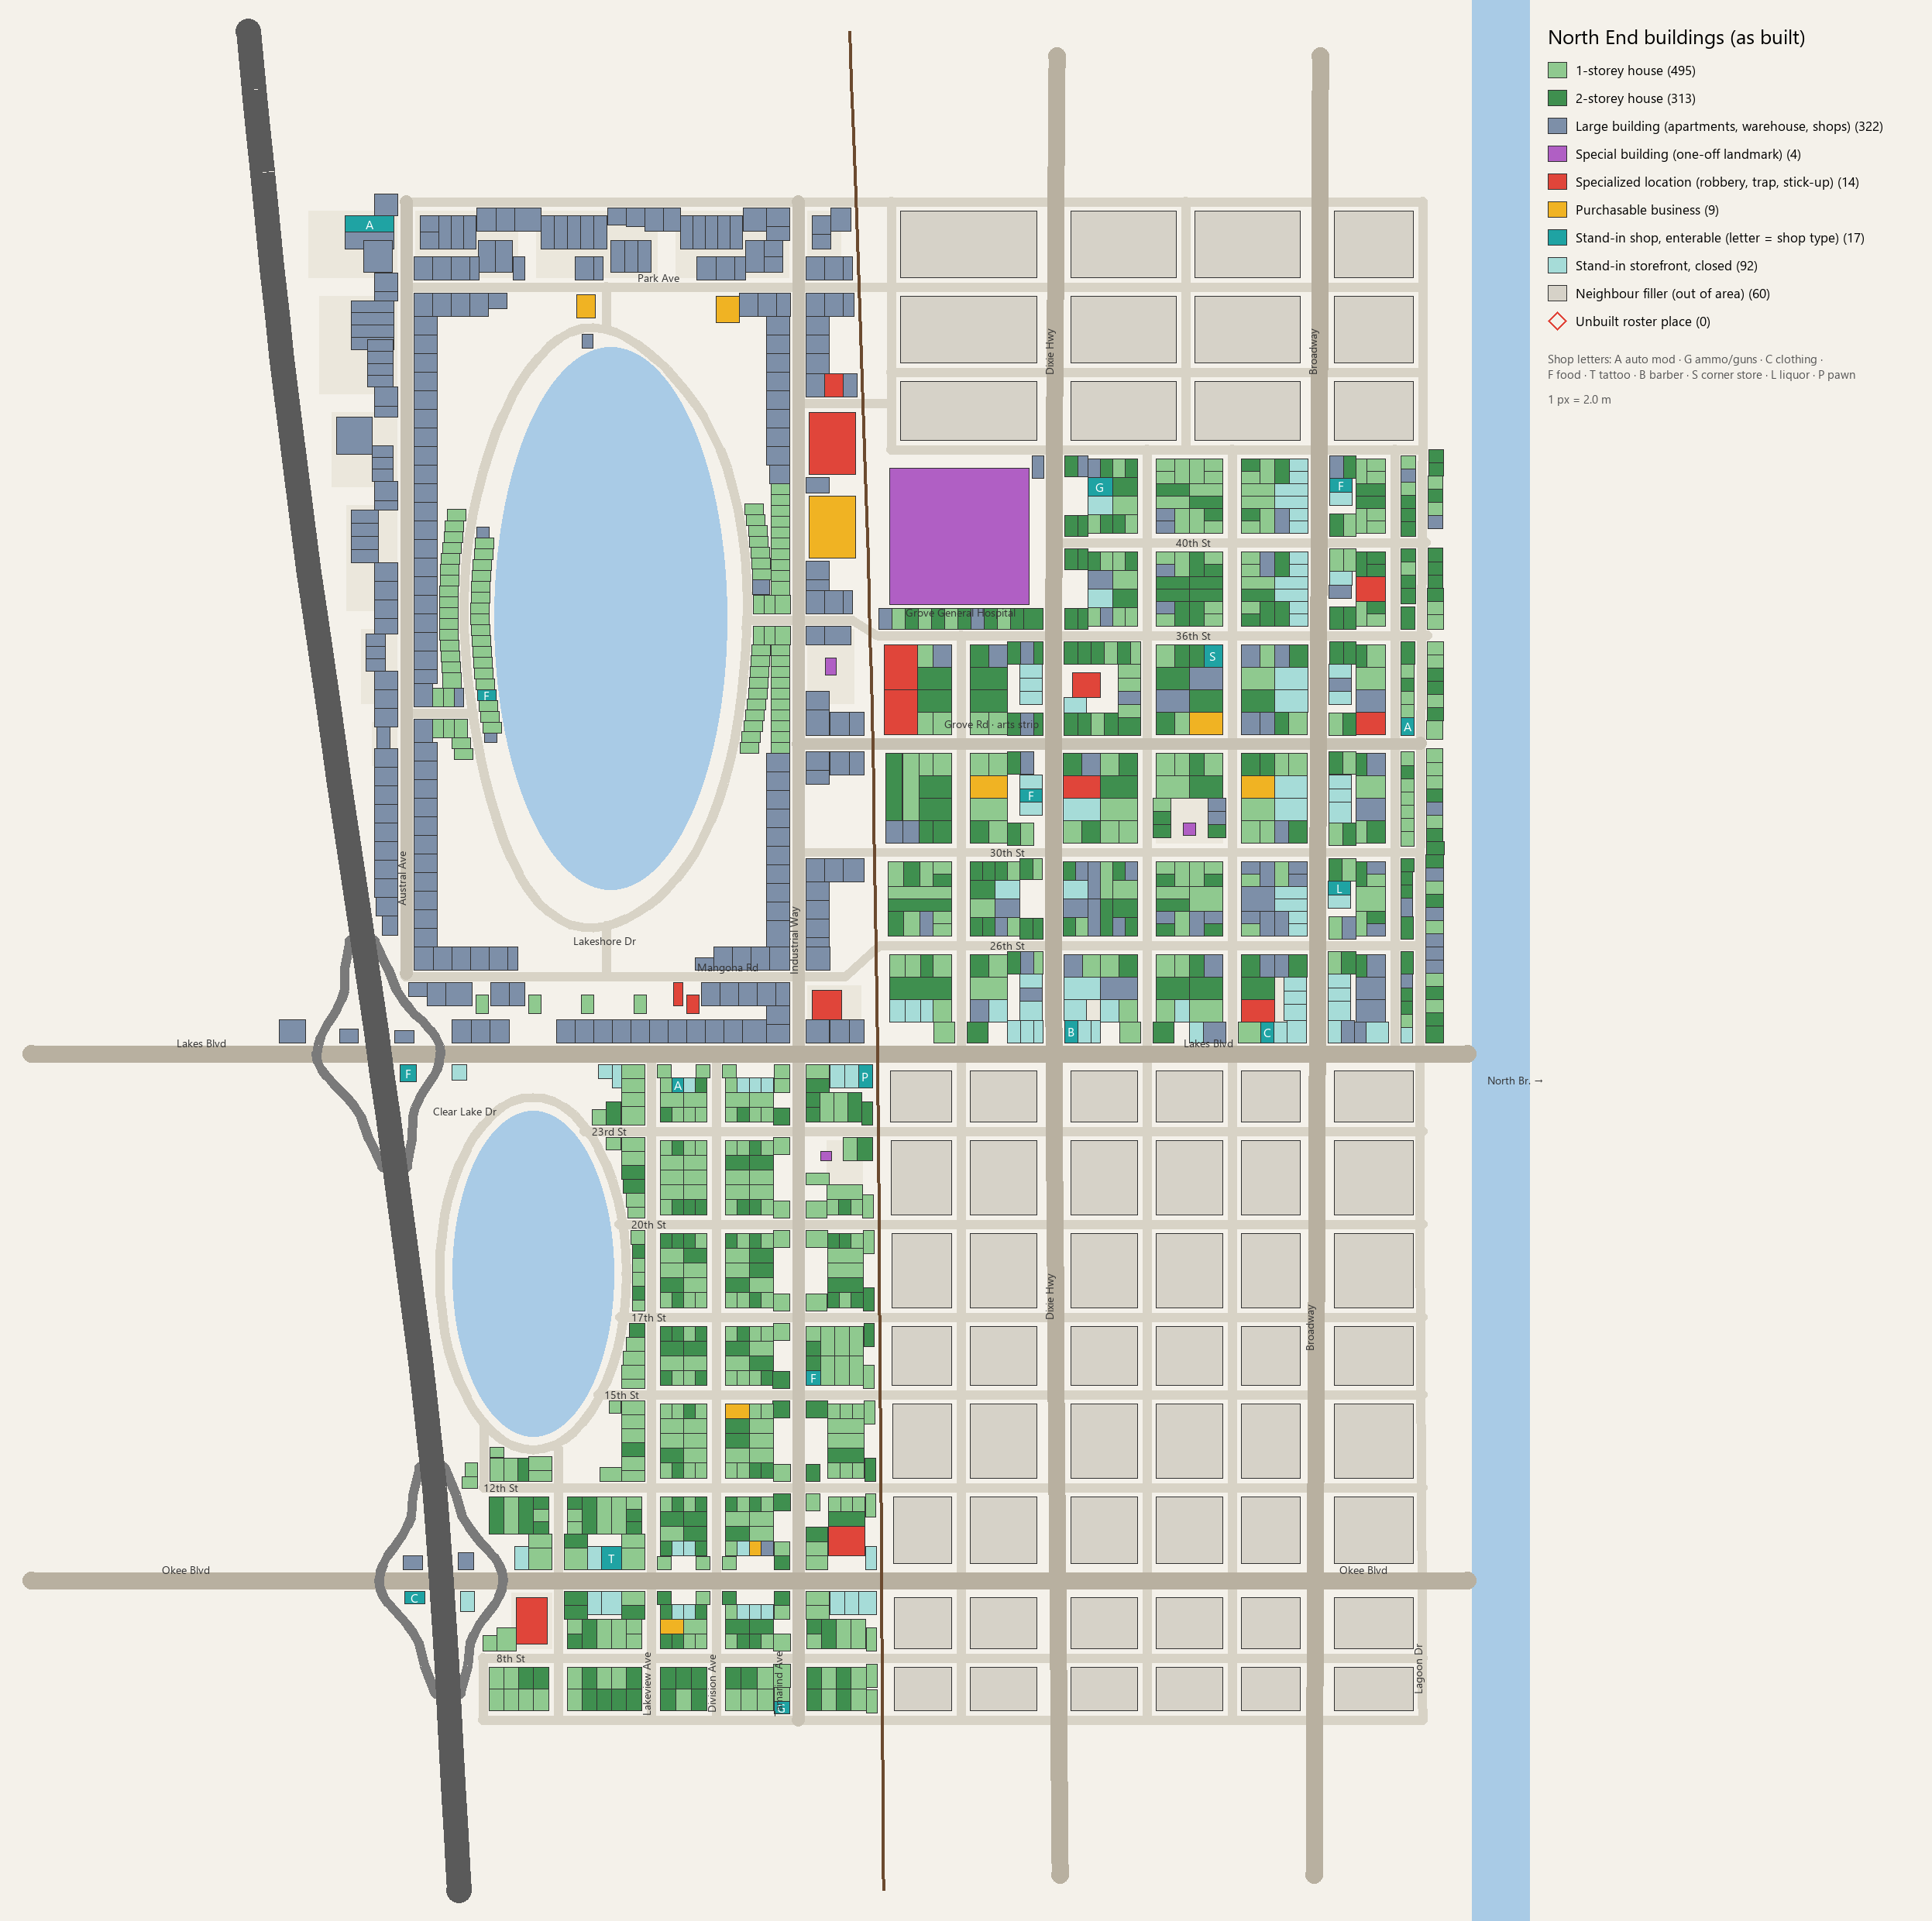 North End buildings (as built)
1-storey house (495)
2-storey house (313)
Large building (apartments, warehouse, shops) (322)
Special building (one-off landmark) (4)
Specialized location (robbery, trap, stick-up) (14)
Purchasable business (9)
Stand-in shop, enterable (letter = shop type) (17)
Stand-in storefront, closed (92)
Neighbour filler (out of area) (60)
Unbuilt roster place (0)
Shop letters: A auto mod · G ammo/guns · C clothing ·
F food · T tattoo · B barber · S corner store · L liquor · P pawn
1 px = 2.0 m
A
Park Ave
Dixie Hwy
Broadway
G
F
40th St
Grove General Hospital
36th St
S
F
Grove Rd · arts strip
A
F
30th St
Austral Ave
L
Industrial Way
Lakeshore Dr
26th St
Mangoha Rd
B
C
Lakes Blvd
Lakes Blvd
F
A
P
North Br. →
Clear Lake Dr
23rd St
20th St
Dixie Hwy
17th St
Broadway
F
15th St
12th St
T
Okee Blvd
Okee Blvd
C
8th St
Lakeview Ave
Division Ave
Lagoon Dr
G